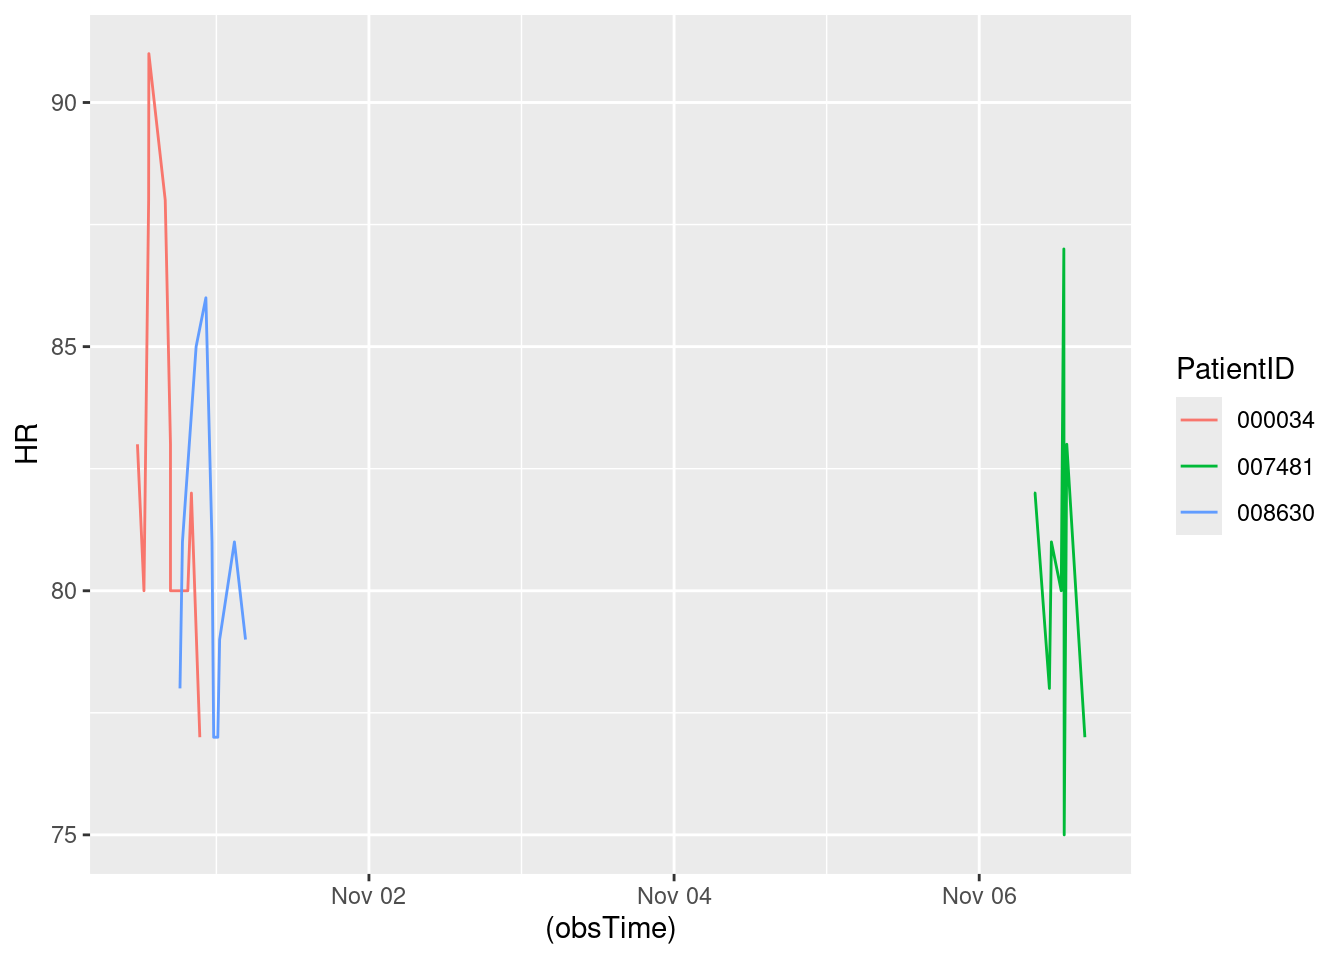 90
85
80
75
HR
Nov 02
Nov 04
Nov 06
(obsTime)
PatientID
000034
007481
008630